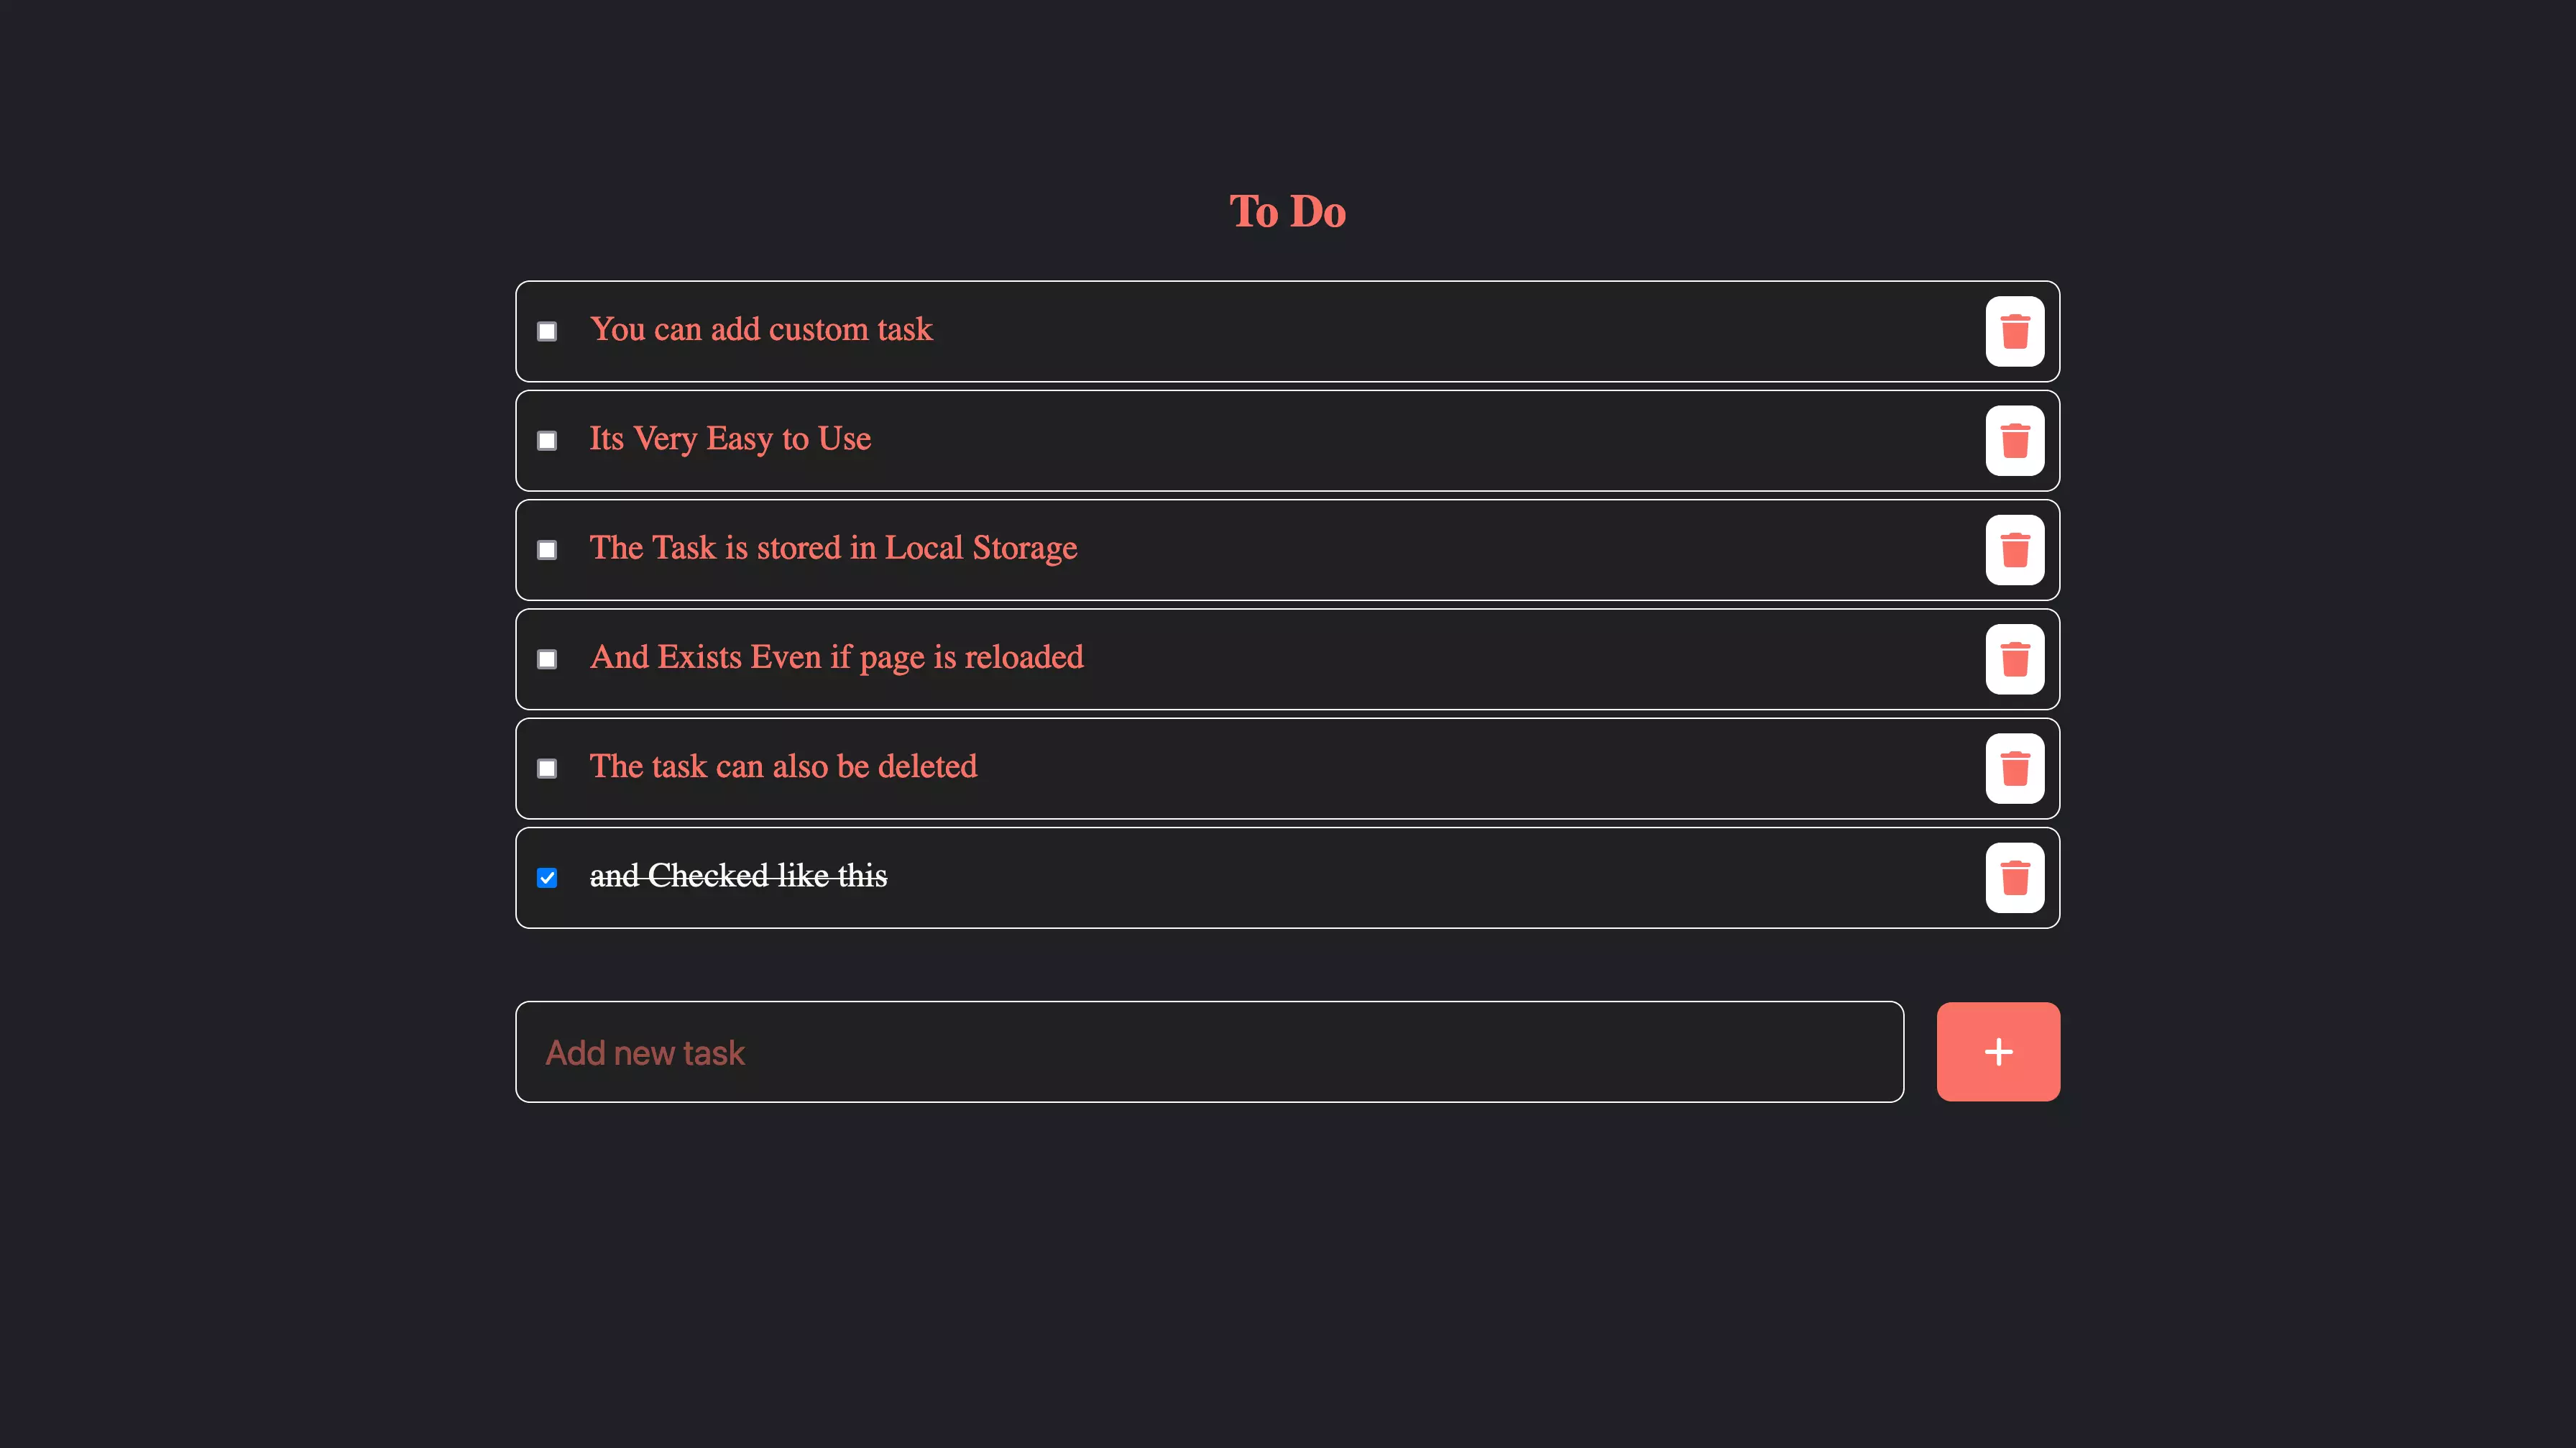 To Do
You can add custom task
Its Very Easy to Use
The Task is stored in Local Storage
And Exists Even if page is reloaded
The task can also be deleted
and Checked like this
Add new task